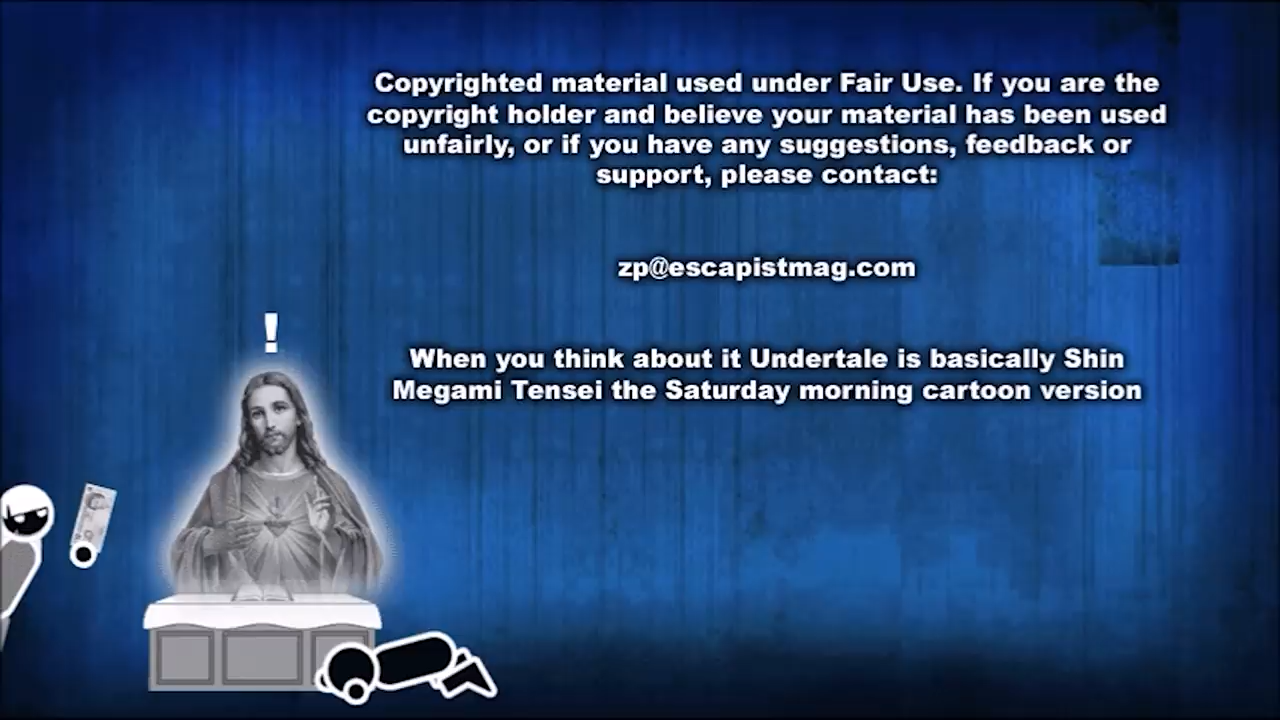 Copyrighted material used under Fair Use. If you are the
copyright holder and believe your material has been used
unfairly, or if you have any suggestions, feedback or
support, please contact:
zp@escapistmag.com
!
When you think about it Undertale is basically Shin
Megami Tensei the Saturday morning cartoon version